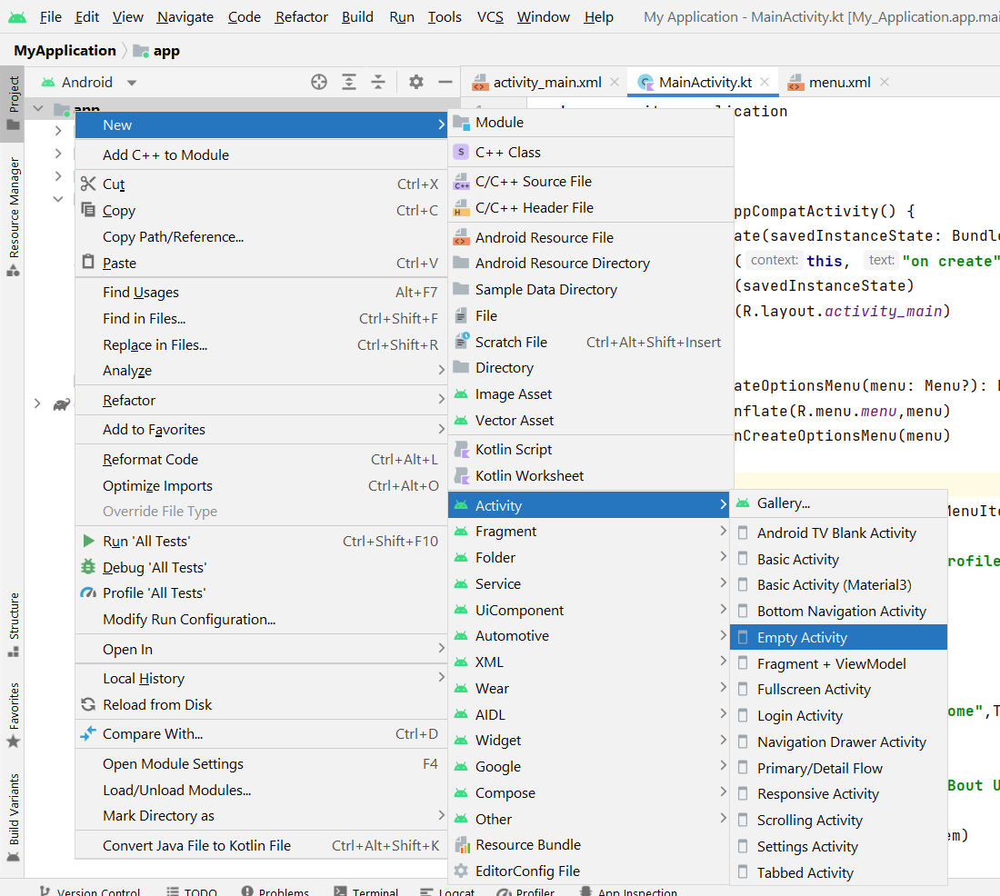 File Edit View Navigate Code Refactor Build Run Tools VCS Window Help My Application - MainActivity.kt [My_Application.app.mai
MyApplication app
Project
Resource Manager
Structure
Favorites
Build Variants
Android
activity_main.xml
MainActivity.kt
menu.xml
app
New
Add C++ to Module
Cut Ctrl+X
Copy Ctrl+C
Copy Path/Reference...
Paste Ctrl+V
Find Usages Alt+F7
Find in Files... Ctrl+Shift+F
Replace in Files... Ctrl+Shift+R
Analyze
Refactor
Add to Favorites
Reformat Code Ctrl+Alt+L
Optimize Imports Ctrl+Alt+O
Override File Type
Run 'All Tests' Ctrl+Shift+F10
Debug 'All Tests'
Profile 'All Tests'
Modify Run Configuration...
Open In
Local History
Reload from Disk
Compare With... Ctrl+D
Open Module Settings F4
Load/Unload Modules...
Mark Directory as
Convert Java File to Kotlin File Ctrl+Alt+Shift+K
Module
C++ Class
C/C++ Source File
C/C++ Header File
Android Resource File
Android Resource Directory
Sample Data Directory
File
Scratch File Ctrl+Alt+Shift+Insert
Directory
Image Asset
Vector Asset
Kotlin Script
Kotlin Worksheet
Activity
Fragment
Folder
Service
UiComponent
Automotive
XML
Wear
AIDL
Widget
Google
Compose
Other
Resource Bundle
EditorConfig File
Gallery...
Android TV Blank Activity
Basic Activity
Basic Activity (Material3)
Bottom Navigation Activity
Empty Activity
Fragment + ViewModel
Fullscreen Activity
Login Activity
Navigation Drawer Activity
Primary/Detail Flow
Responsive Activity
Scrolling Activity
Settings Activity
Tabbed Activity
lication
ppCompatActivity() {
ate(savedInstanceState: Bundle
( context: this, text: "on create"
(savedInstanceState)
(R.layout.activity_main)
ateOptionsMenu(menu: Menu?):
nflate(R.menu.menu,menu)
nCreateOptionsMenu(menu)
MenuIte
rofile
ome",T
Bout U
em)
Version Control TODO Problems Terminal Logcat Profiler App Inspection